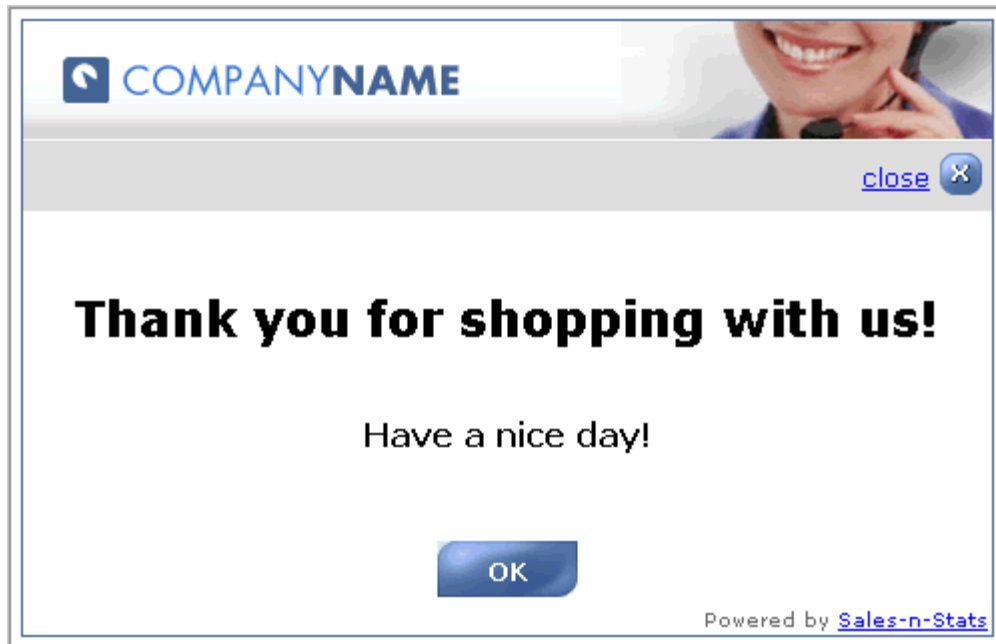 COMPANYNAME
close
Thank you for shopping with us!
Have a nice day!
OK
Powered by Sales-n-Stats